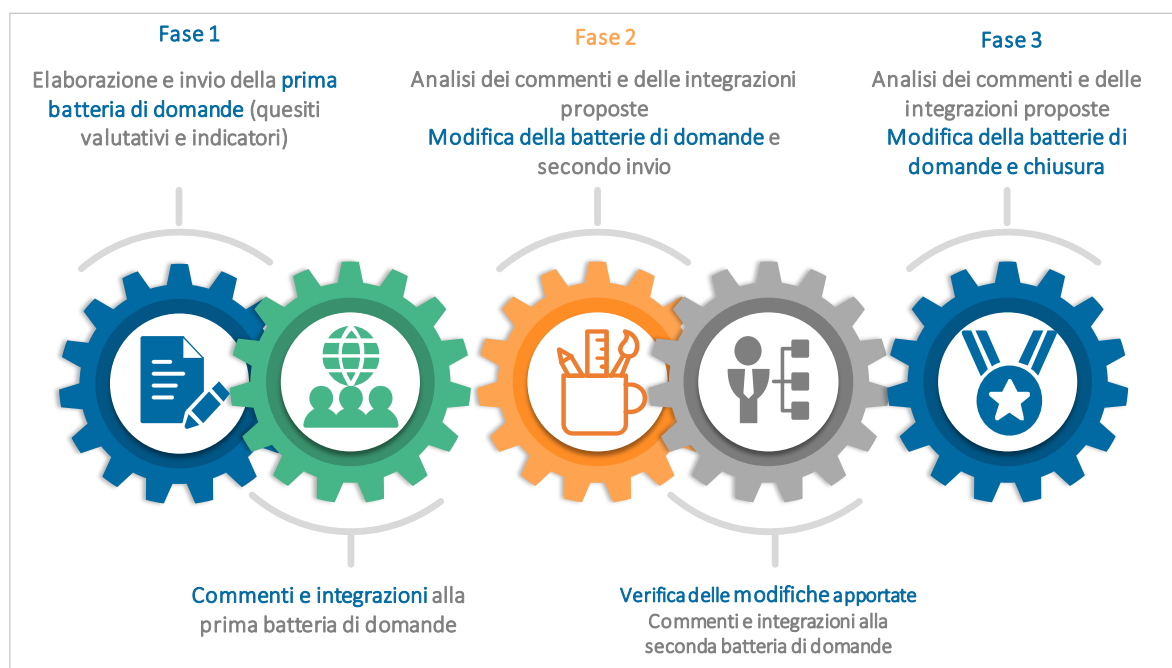 Fase 1
Elaborazione e invio della prima
batteria di domande (quesiti
valutativi e indicatori)
Fase 2
Analisi dei commenti e delle integrazioni
proposte
Modifica della batterie di domande e
secondo invio
Fase 3
Analisi dei commenti e delle
integrazioni proposte
Modifica della batterie di
domande e chiusura
Commenti e integrazioni alla
prima batteria di domande
Verifica delle modifiche apportate
Commenti e integrazioni alla
seconda batteria di domande